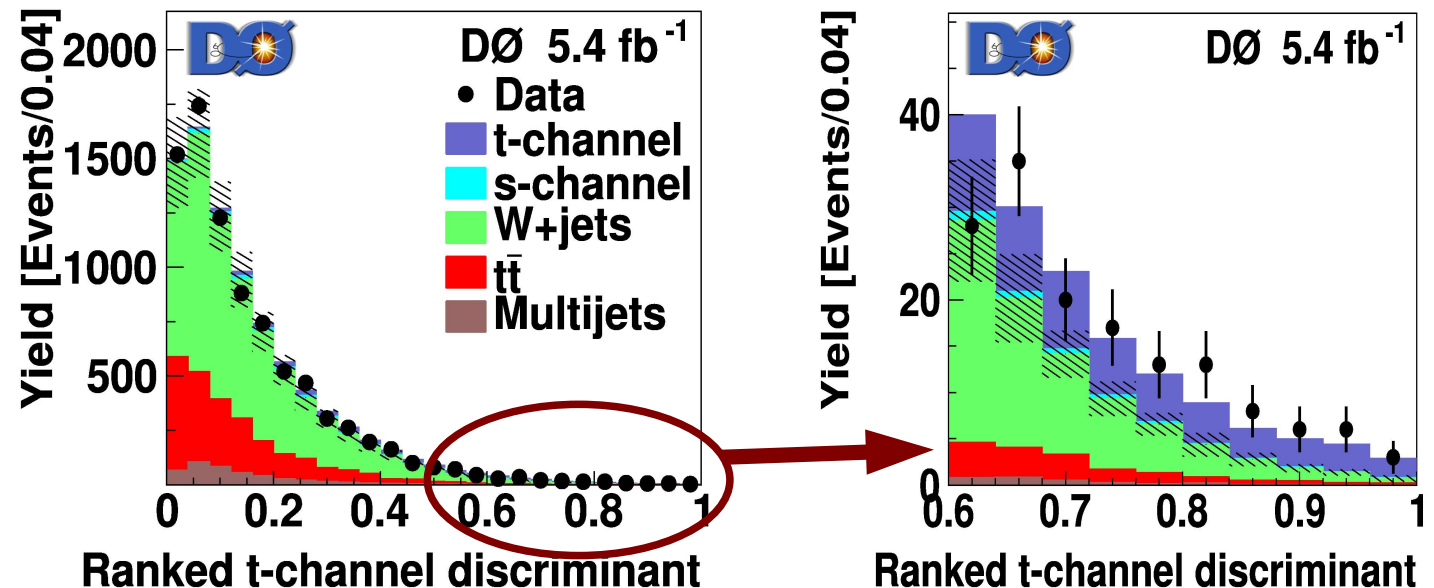 Yield [Events/0.04]
2000
1500
1000
500
DØ
DØ 5.4 fb-1
Data
t-channel
s-channel
W+jets
tt̄
Multijets
0 0.2 0.4 0.6 0.8 1
Ranked t-channel discriminant
Yield [Events/0.04]
40
20
0
DØ
DØ 5.4 fb-1
0.6 0.7 0.8 0.9 1
Ranked t-channel discriminant